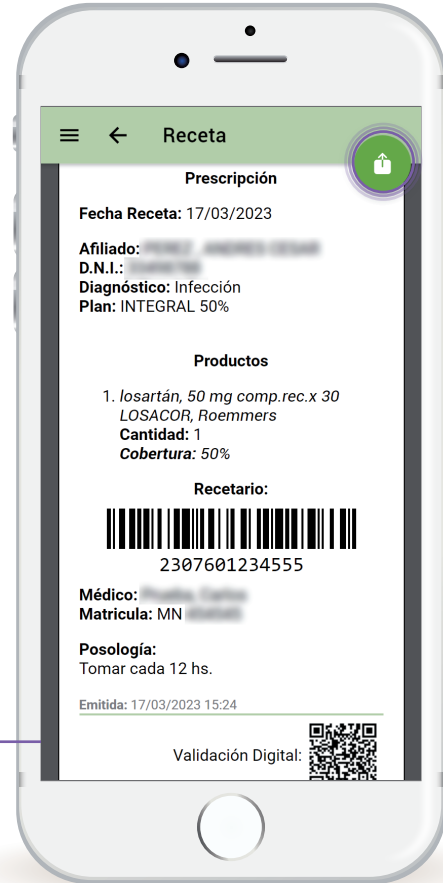 Receta
Prescripción
Fecha Receta: 17/03/2023
Afiliado:
D.N.I.:
Diagnóstico: Infección
Plan: INTEGRAL 50%
Productos
1. losartán, 50 mg comp.rec.x 30
LOSACOR, Roemmers
Cantidad: 1
Cobertura: 50%
Recetario:
2307601234555
Médico:
Matricula: MN
Posología:
Tomar cada 12 hs.
Emitida: 17/03/2023 15:24
Validación Digital: